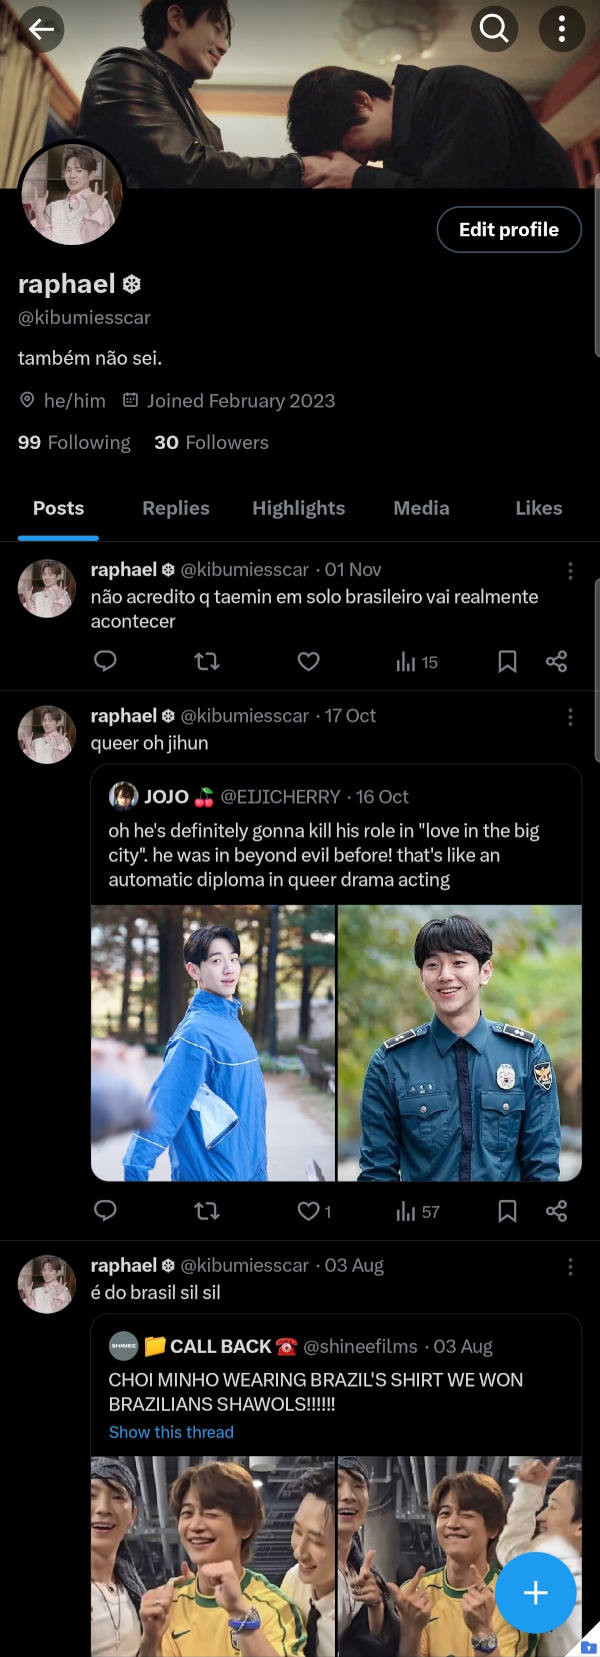 Edit profile
raphael ❄
@kibumiesscar
também não sei.
he/him Joined February 2023
99 Following 30 Followers
Posts Replies Highlights Media Likes
raphael ❄ @kibumiesscar · 01 Nov
não acredito q taemin em solo brasileiro vai realmente
acontecer
15
raphael ❄ @kibumiesscar · 17 Oct
queer oh jihun
JOJO 🍒 @EIJICHERRY · 16 Oct
oh he's definitely gonna kill his role in "love in the big
city". he was in beyond evil before! that's like an
automatic diploma in queer drama acting
1 57
raphael ❄ @kibumiesscar · 03 Aug
é do brasil sil sil
SHINEE 📁 CALL BACK ☎️ @shineefilms · 03 Aug
CHOI MINHO WEARING BRAZIL'S SHIRT WE WON
BRAZILIANS SHAWOLS!!!!!!
Show this thread